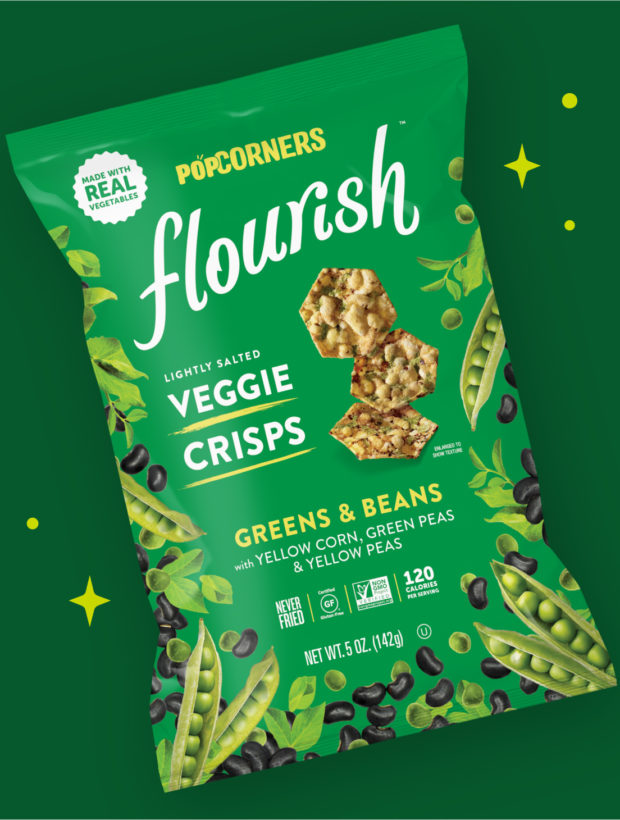 MADE WITH
REAL
VEGETABLES
POPCORNERS
flourish™
LIGHTLY SALTED
VEGGIE
CRISPS
ENLARGED TO
SHOW TEXTURE
GREENS & BEANS
with YELLOW CORN, GREEN PEAS
& YELLOW PEAS
NEVER
FRIED
Certified
GF
Gluten-Free
NON
GMO
VERIFIED
120
CALORIES
PER SERVING
NET WT. 5 OZ. (142g)
U